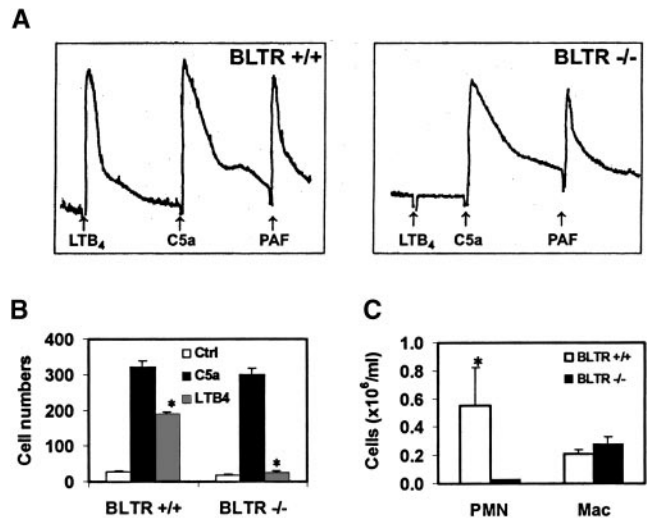 A
BLTR +/+
LTB4
C5a
PAF
BLTR -/-
LTB4
C5a
PAF
B
Cell numbers
400
300
200
100
0
Ctrl
C5a
LTB4
*
*
BLTR +/+
BLTR -/-
C
Cells (x10⁶/ml)
1.0
0.8
0.6
0.4
0.2
0.0
*
BLTR +/+
BLTR -/-
PMN
Mac